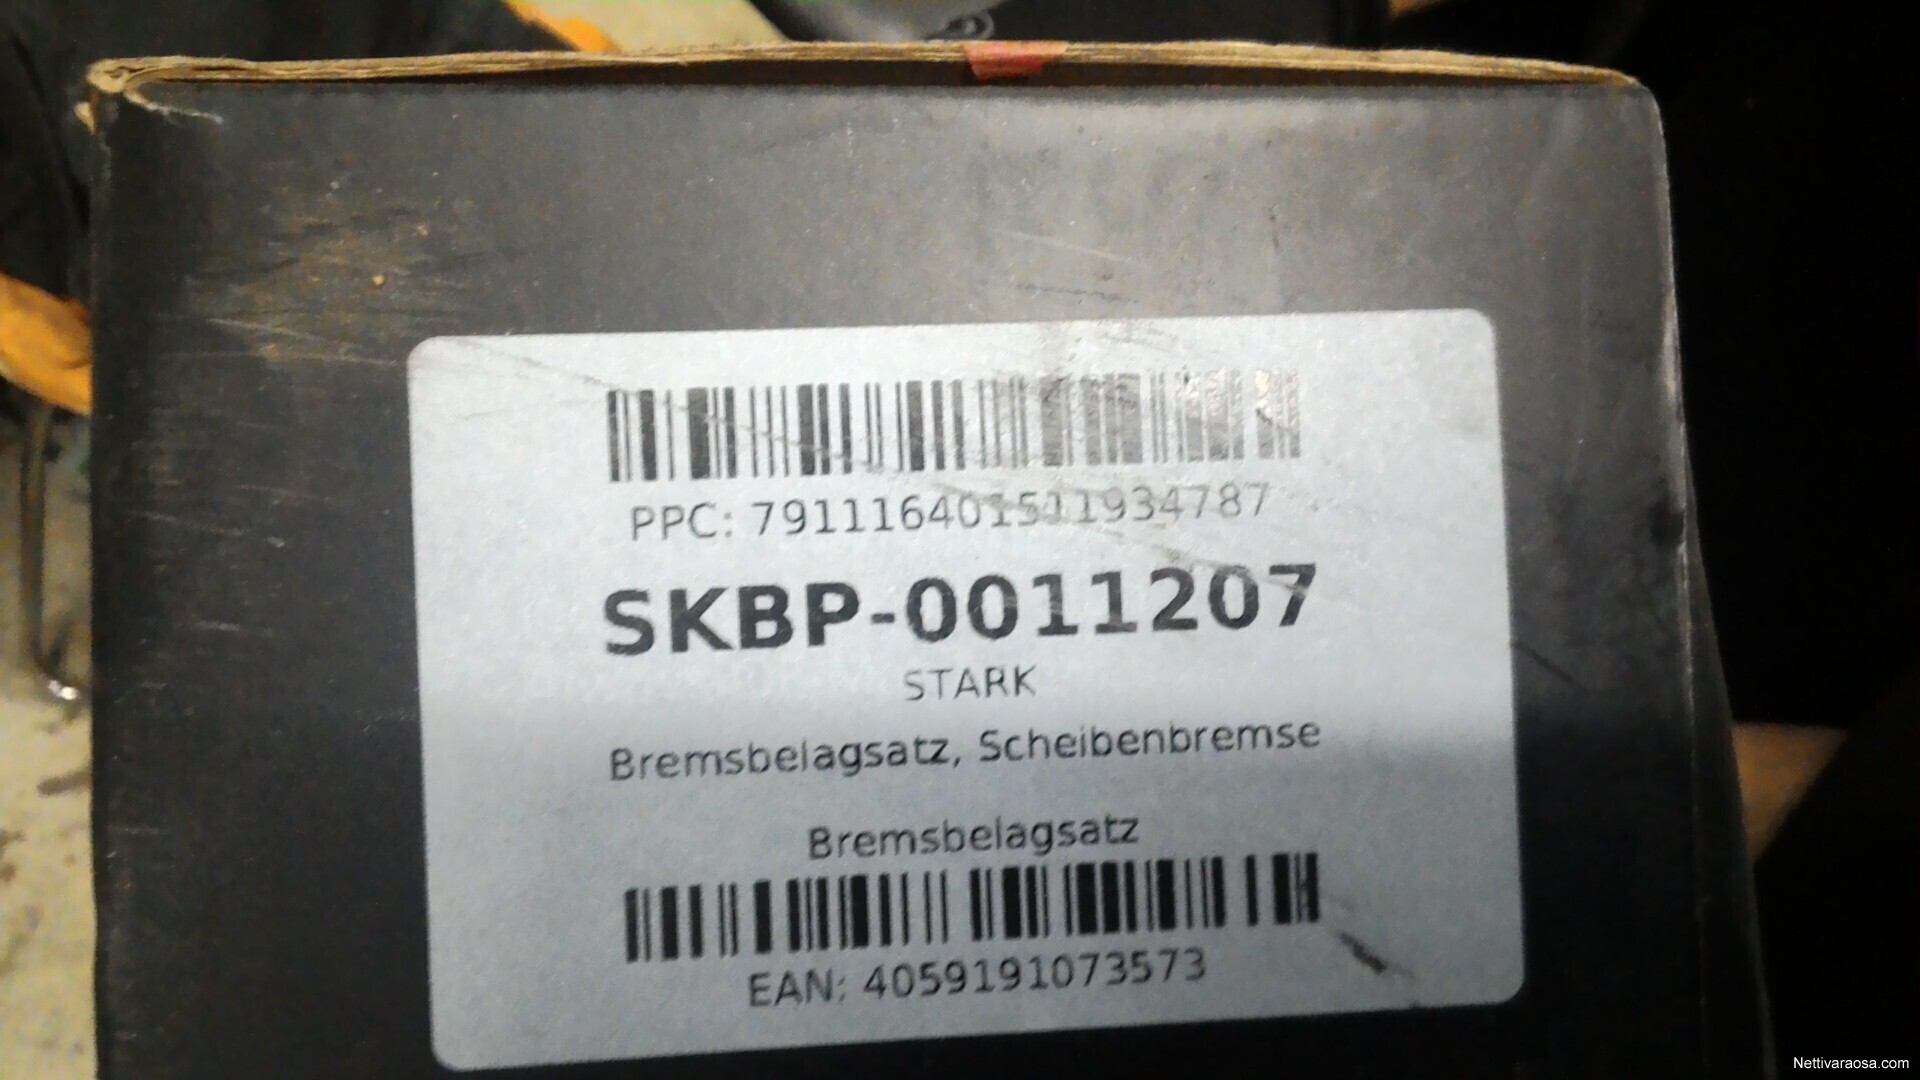 PPC: 791116401511934787
SKBP-0011207
STARK
Bremsbelagsatz, Scheibenbremse
Bremsbelagsatz
EAN: 4059191073573
Nettivaraosa.com